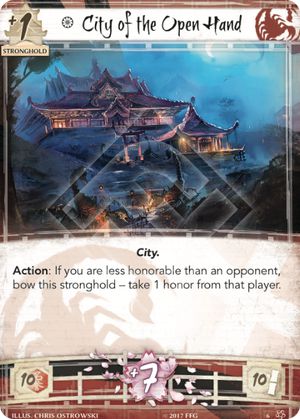 +1
STRONGHOLD
City of the Open Hand
City.
Action: If you are less honorable than an opponent,
bow this stronghold – take 1 honor from that player.
10
+7
10
ILLUS. CHRIS OSTROWSKI
© 2017 FFG
6